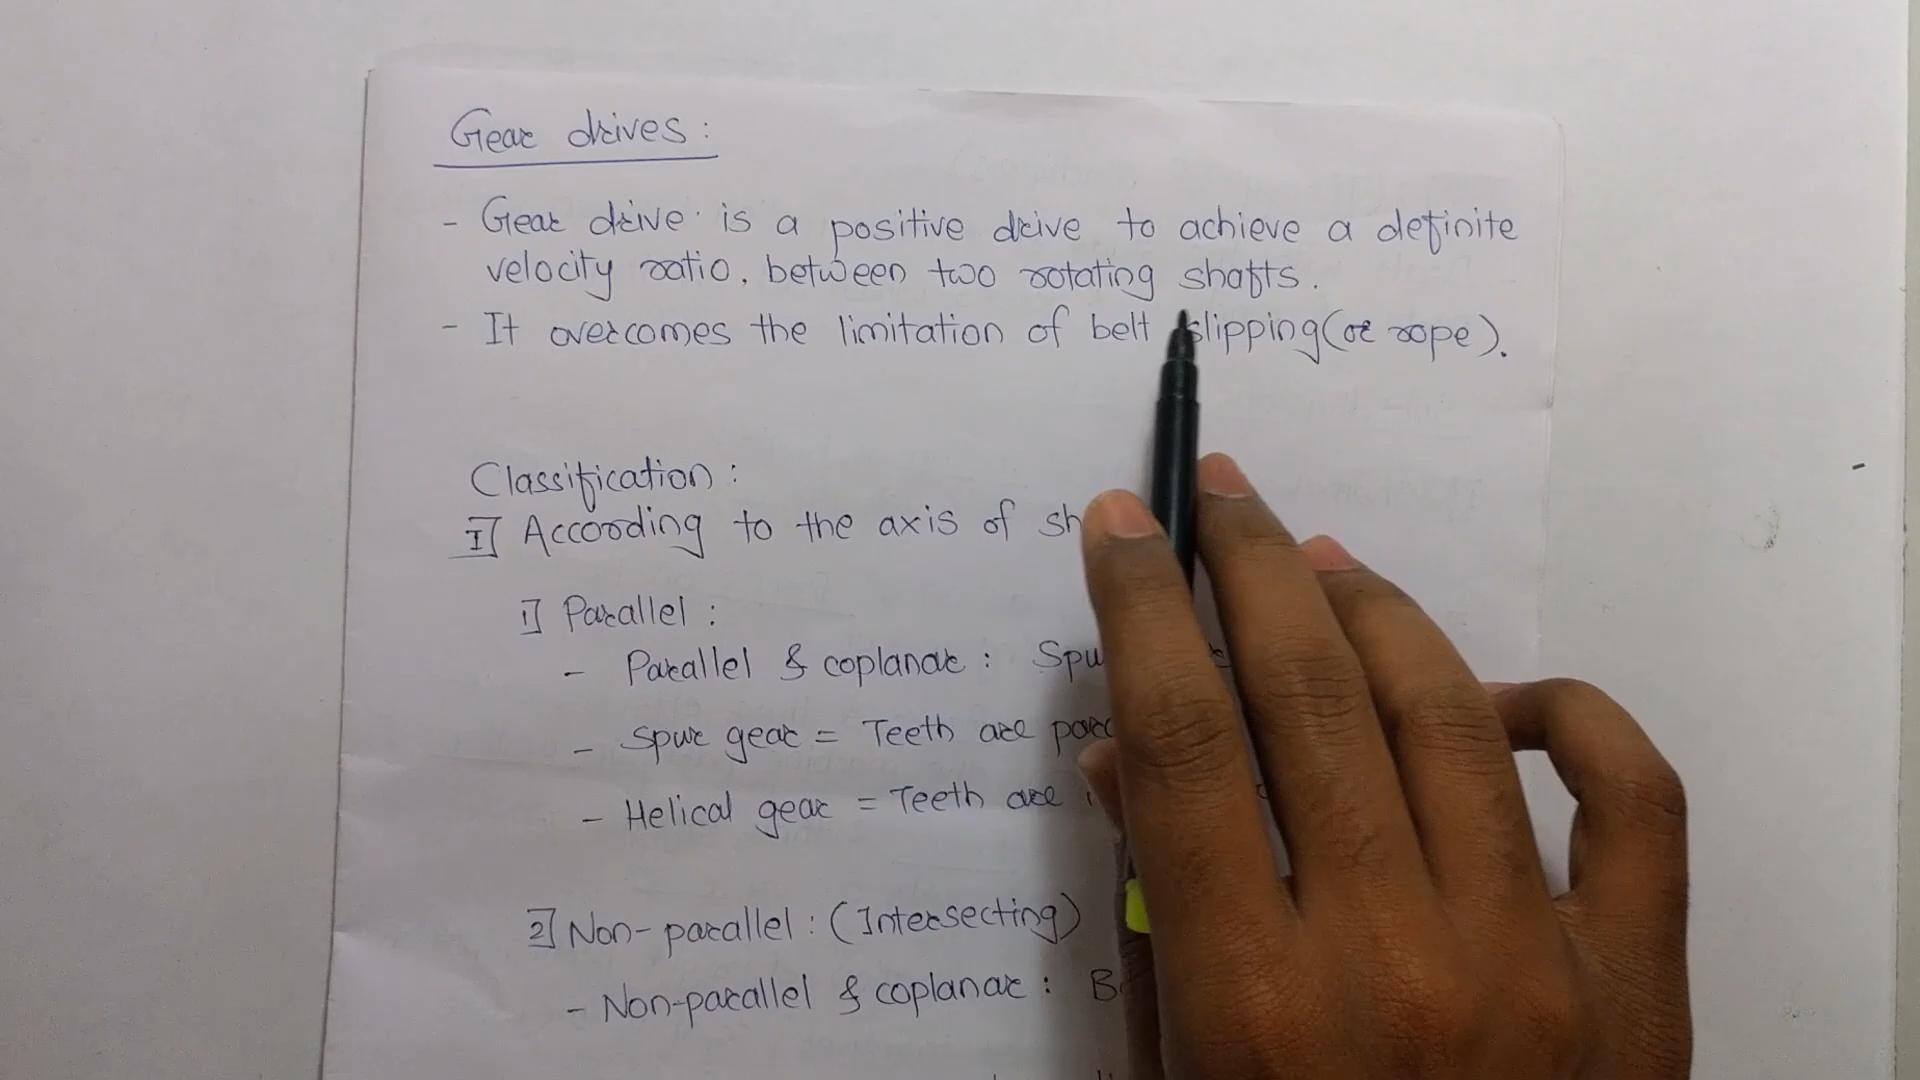 Gear drives:
- Gear drive is a positive drive to achieve a definite
velocity ratio, between two rotating shafts.
- It overcomes the limitation of belt slipping (or rope).
Classification:
I] According to the axis of
1] Parallel:
- Parallel & coplanar:
- Spur gear = Teeth are
- Helical gear = Teeth are
2] Non-parallel: (Intersecting)
- Non-parallel & coplanar: